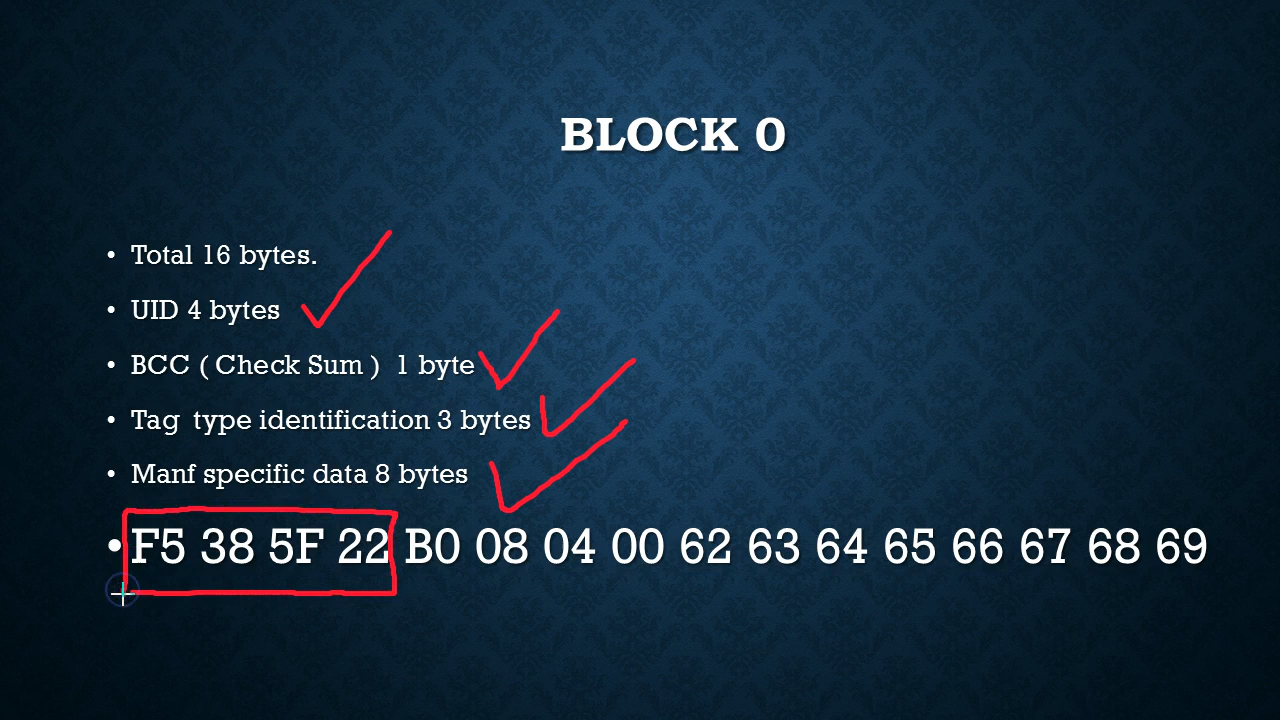 BLOCK 0
• Total 16 bytes.
• UID 4 bytes
• BCC ( Check Sum )  1 byte
• Tag  type identification 3 bytes
• Manf specific data 8 bytes
• F5 38 5F 22 B0 08 04 00 62 63 64 65 66 67 68 69